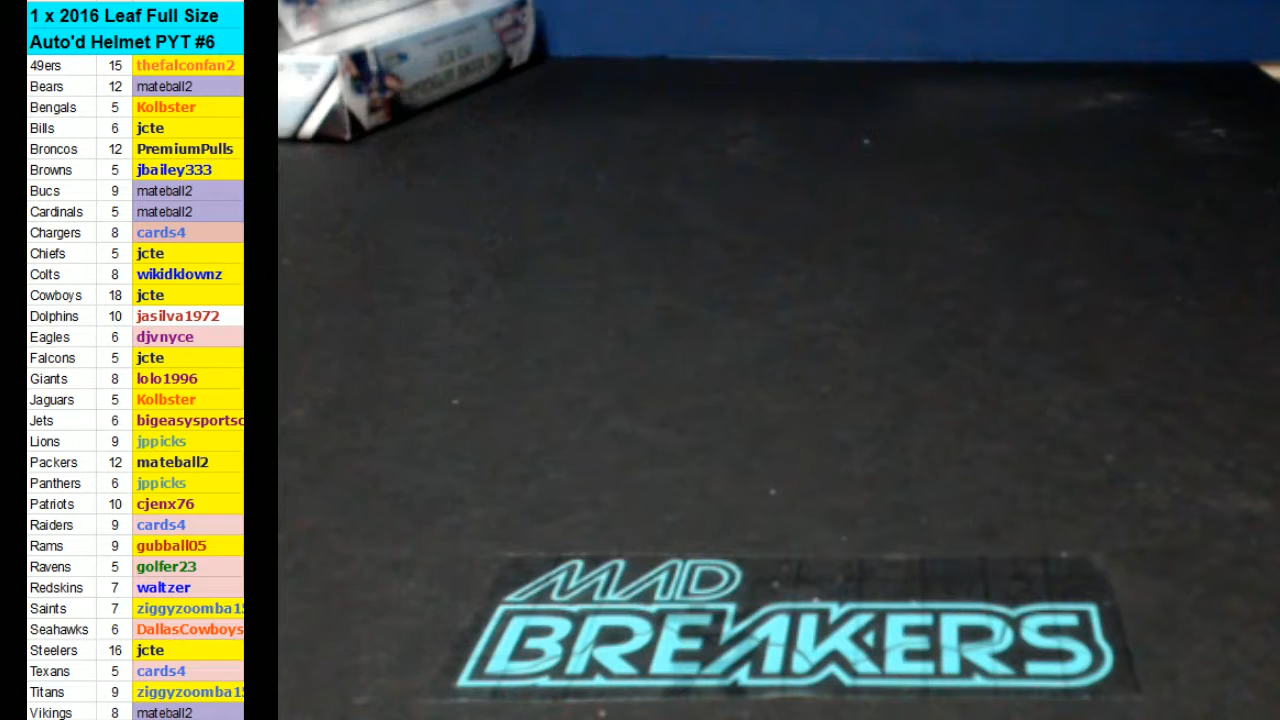 1 x 2016 Leaf Full Size
Auto'd Helmet PYT #6
49ers 15 thefalconfan2
Bears 12 mateball2
Bengals 5 Kolbster
Bills 6 jcte
Broncos 12 PremiumPulls
Browns 5 jbailey333
Bucs 9 mateball2
Cardinals 5 mateball2
Chargers 8 cards4
Chiefs 5 jcte
Colts 8 wikidklownz
Cowboys 18 jcte
Dolphins 10 jasilva1972
Eagles 6 djvnyce
Falcons 5 jcte
Giants 8 lolo1996
Jaguars 5 Kolbster
Jets 6 bigeasysportsc
Lions 9 jppicks
Packers 12 mateball2
Panthers 6 jppicks
Patriots 10 cjenx76
Raiders 9 cards4
Rams 9 gubball05
Ravens 5 golfer23
Redskins 7 waltzer
Saints 7 ziggyzoomba15
Seahawks 6 DallasCowboys
Steelers 16 jcte
Texans 5 cards4
Titans 9 ziggyzoomba15
Vikings 8 mateball2
MAD
BREAKERS